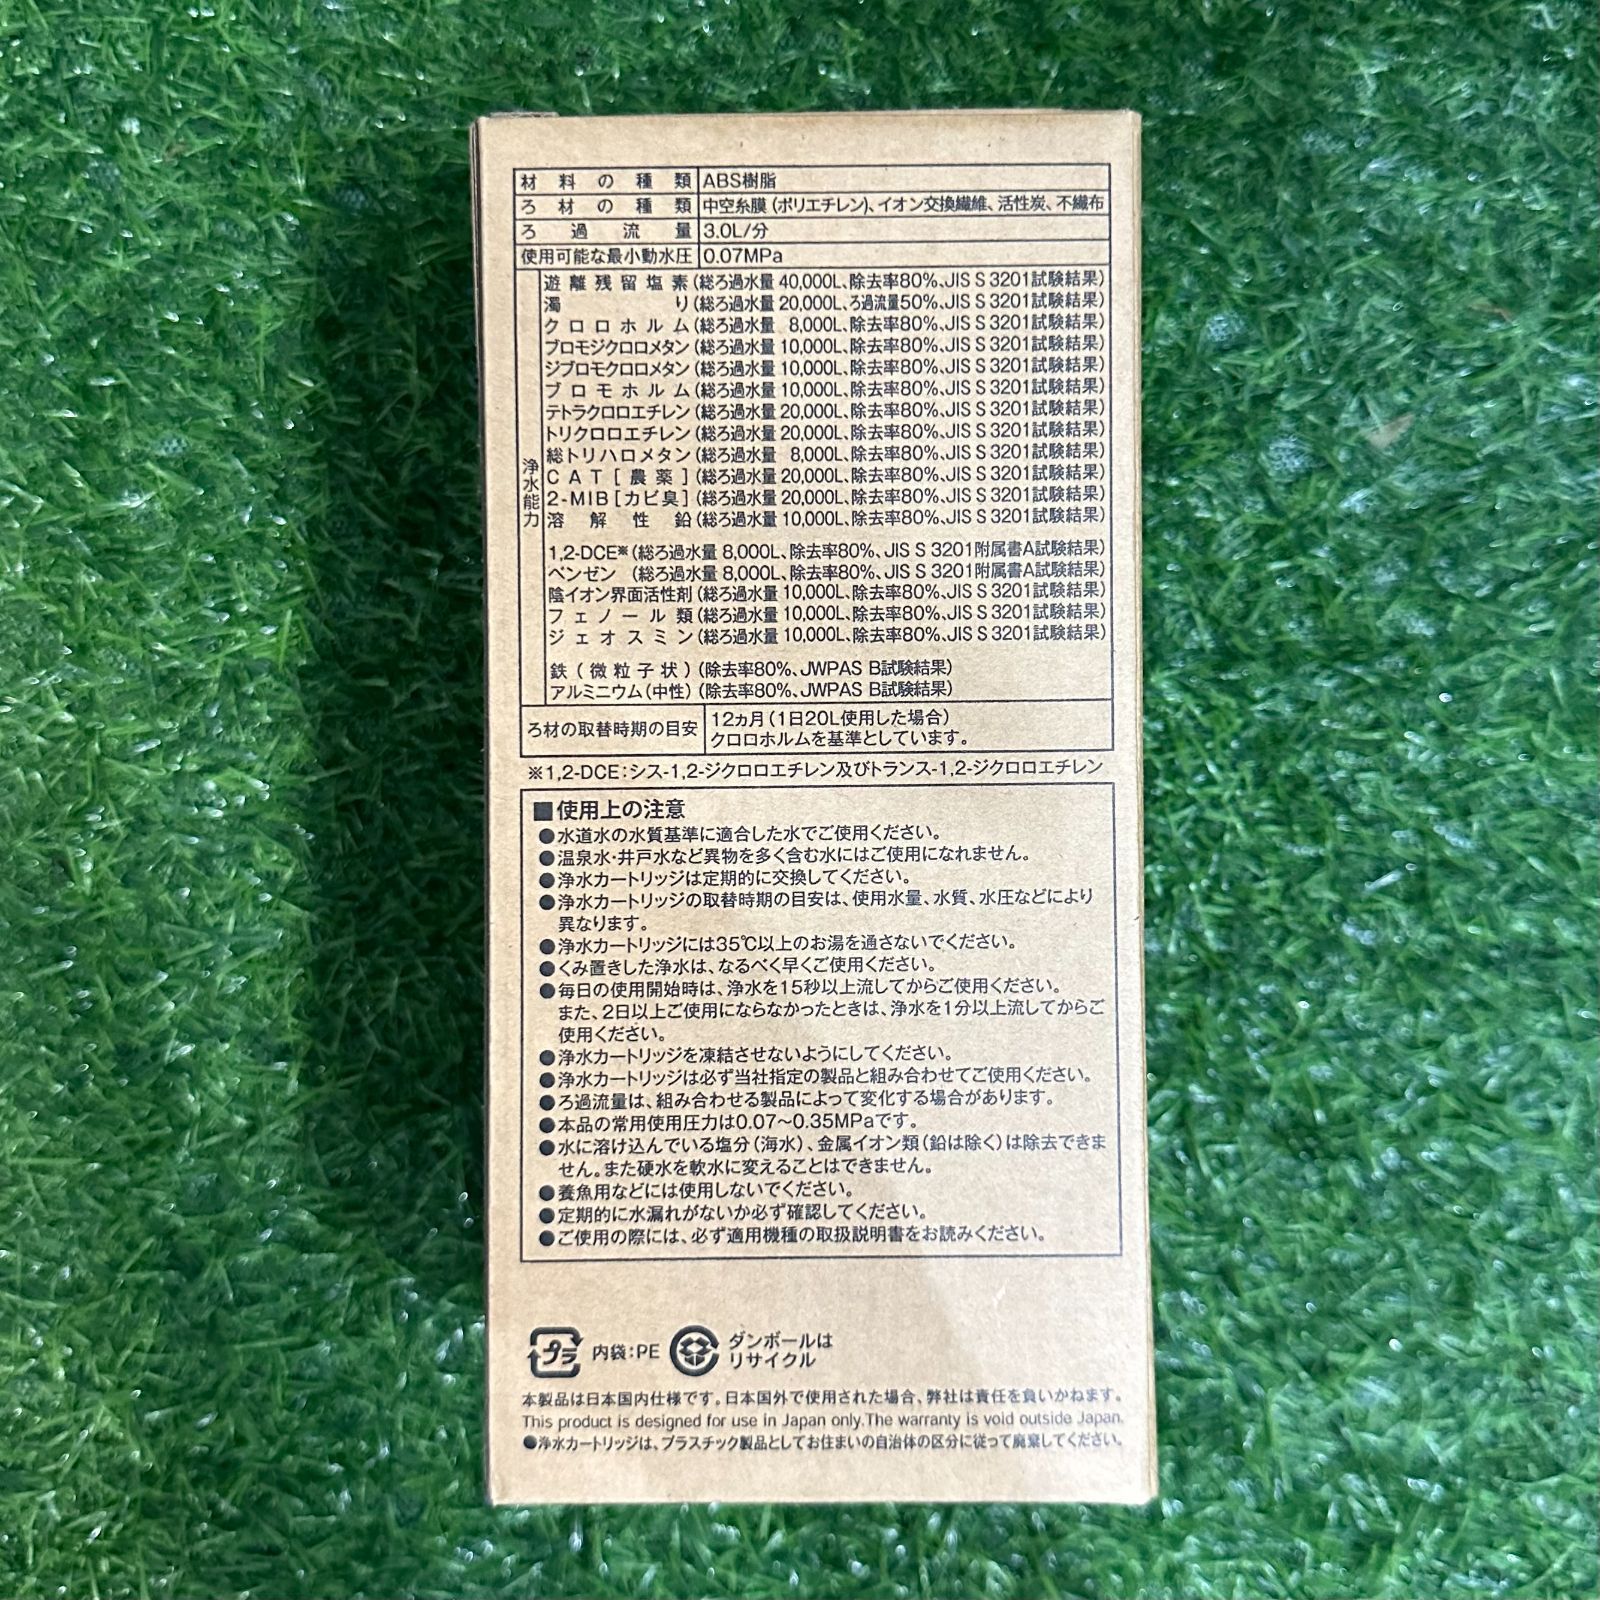 材料の種類 ABS樹脂
ろ材の種類 中空糸膜(ポリエチレン)、イオン交換繊維、活性炭、不織布
ろ過流量 3.0L/分
使用可能な最小動水圧 0.07MPa
浄水能力
遊離残留塩素(総ろ過水量 40,000L、除去率80%、JIS S 3201試験結果)
濁り(総ろ過水量 20,000L、ろ過流量50%、JIS S 3201試験結果)
クロロホルム(総ろ過水量 8,000L、除去率80%、JIS S 3201試験結果)
ブロモジクロロメタン(総ろ過水量 10,000L、除去率80%、JIS S 3201試験結果)
ジブロモクロロメタン(総ろ過水量 10,000L、除去率80%、JIS S 3201試験結果)
ブロモホルム(総ろ過水量 10,000L、除去率80%、JIS S 3201試験結果)
テトラクロロエチレン(総ろ過水量 20,000L、除去率80%、JIS S 3201試験結果)
トリクロロエチレン(総ろ過水量 20,000L、除去率80%、JIS S 3201試験結果)
総トリハロメタン(総ろ過水量 8,000L、除去率80%、JIS S 3201試験結果)
CAT[農薬](総ろ過水量 20,000L、除去率80%、JIS S 3201試験結果)
2-MIB[カビ臭](総ろ過水量 20,000L、除去率80%、JIS S 3201試験結果)
溶解性鉛(総ろ過水量 10,000L、除去率80%、JIS S 3201試験結果)
1,2-DCE※(総ろ過水量 8,000L、除去率80%、JIS S 3201附属書A試験結果)
ベンゼン (総ろ過水量 8,000L、除去率80%、JIS S 3201附属書A試験結果)
陰イオン界面活性剤(総ろ過水量 10,000L、除去率80%、JIS S 3201試験結果)
フェノール類(総ろ過水量 10,000L、除去率80%、JIS S 3201試験結果)
ジェオスミン(総ろ過水量 10,000L、除去率80%、JIS S 3201試験結果)
鉄(微粒子状)(除去率80%、JWPAS B試験結果)
アルミニウム(中性)(除去率80%、JWPAS B試験結果)
ろ材の取替時期の目安 12ヵ月(1日20L使用した場合)
クロロホルムを基準としています。
※1,2-DCE:シス-1,2-ジクロロエチレン及びトランス-1,2-ジクロロエチレン
■使用上の注意
●水道水の水質基準に適合した水でご使用ください。
●温泉水・井戸水など異物を多く含む水にはご使用になれません。
●浄水カートリッジは定期的に交換してください。
●浄水カートリッジの取替時期の目安は、使用水量、水質、水圧などにより
異なります。
●浄水カートリッジには35℃以上のお湯を通さないでください。
●くみ置きした浄水は、なるべく早くご使用ください。
●毎日の使用開始時は、浄水を15秒以上流してからご使用ください。
また、2日以上ご使用にならなかったときは、浄水を1分以上流してからご
使用ください。
●浄水カートリッジを凍結させないようにしてください。
●浄水カートリッジは必ず当社指定の製品と組み合わせてご使用ください。
●ろ過流量は、組み合わせる製品によって変化する場合があります。
●本品の常用使用圧力は0.07〜0.35MPaです。
●水に溶け込んでいる塩分(海水)、金属イオン類(鉛は除く)は除去できま
せん。また硬水を軟水に変えることはできません。
●養魚用などには使用しないでください。
●定期的に水漏れがないか必ず確認してください。
●ご使用の際には、必ず適用機種の取扱説明書をお読みください。
プラ 内袋:PE ダンボールは
リサイクル
本製品は日本国内仕様です。日本国外で使用された場合、弊社は責任を負いかねます。
This product is designed for use in Japan only.The warranty is void outside Japan.
●浄水カートリッジは、プラスチック製品としてお住まいの自治体の区分に従って廃棄してください。